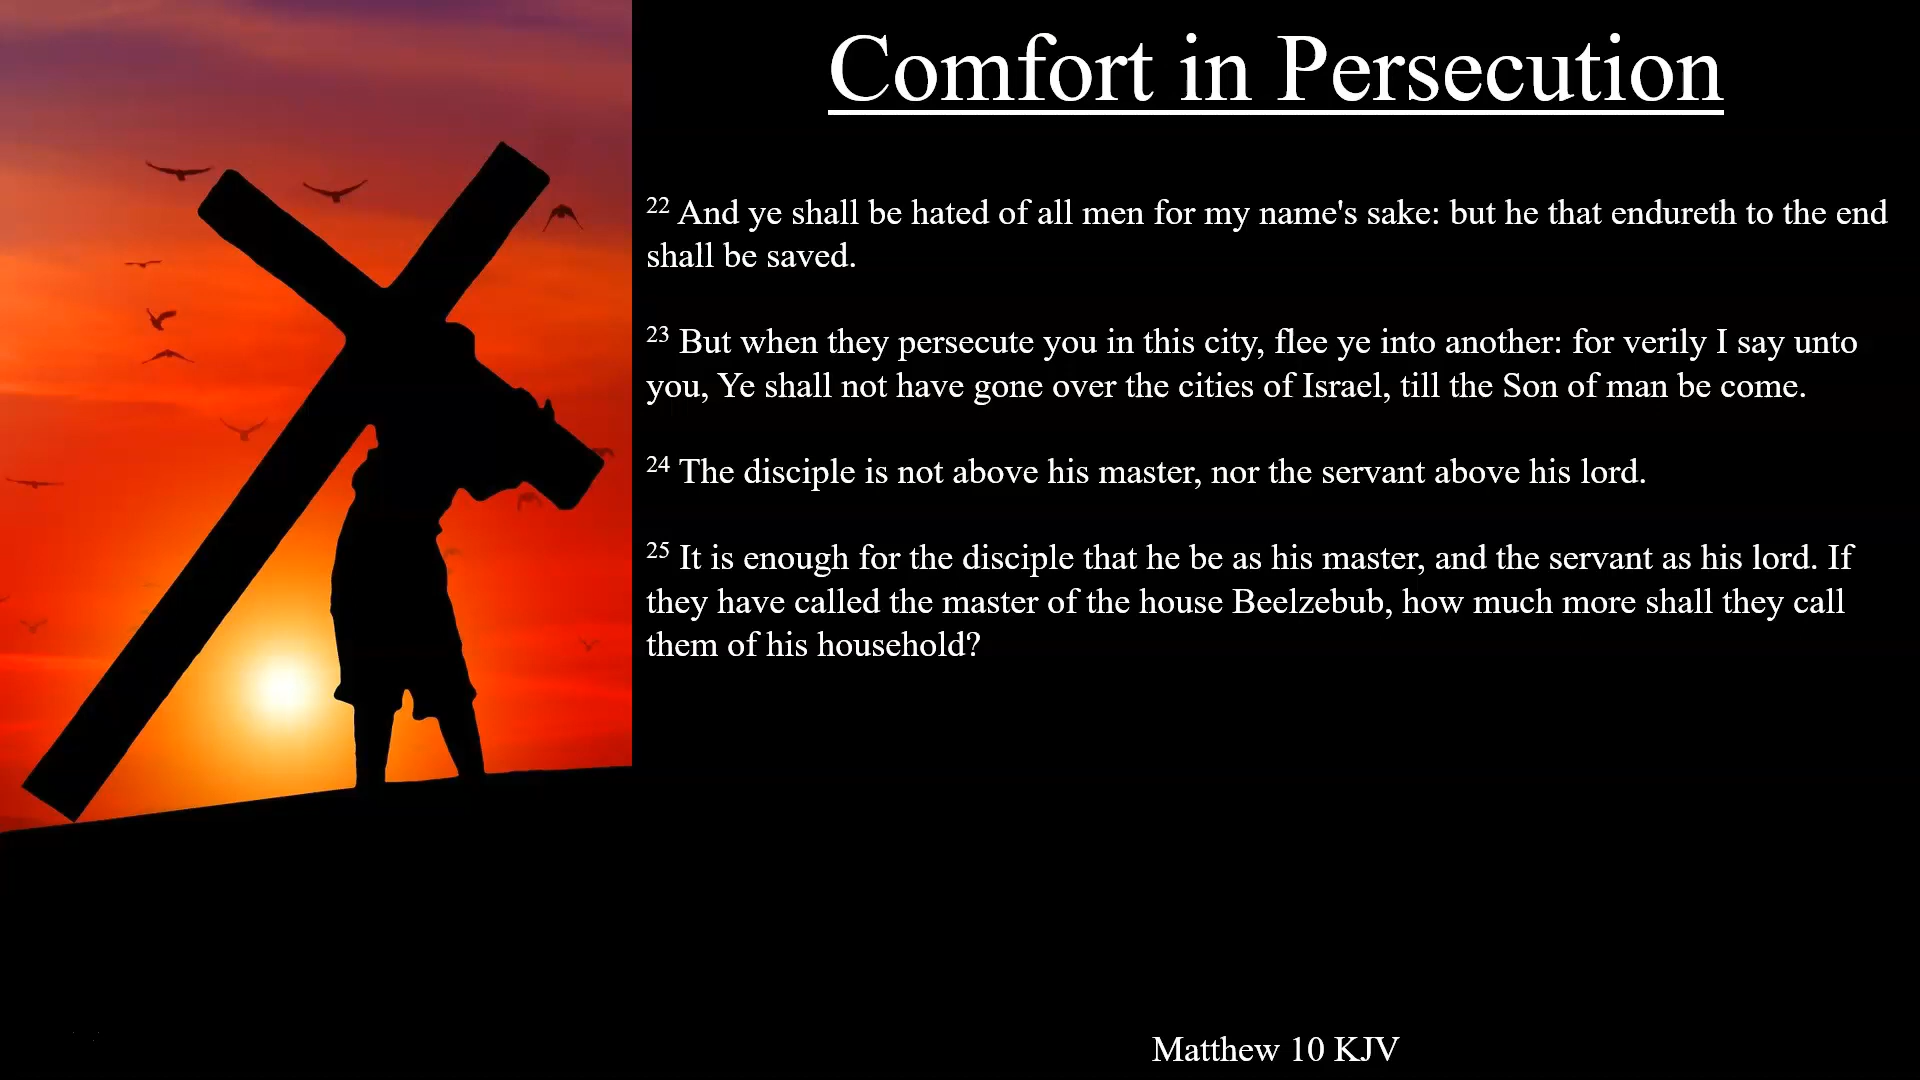 Comfort in Persecution
22 And ye shall be hated of all men for my name's sake: but he that endureth to the end
shall be saved.
23 But when they persecute you in this city, flee ye into another: for verily I say unto
you, Ye shall not have gone over the cities of Israel, till the Son of man be come.
24 The disciple is not above his master, nor the servant above his lord.
25 It is enough for the disciple that he be as his master, and the servant as his lord. If
they have called the master of the house Beelzebub, how much more shall they call
them of his household?
Matthew 10 KJV